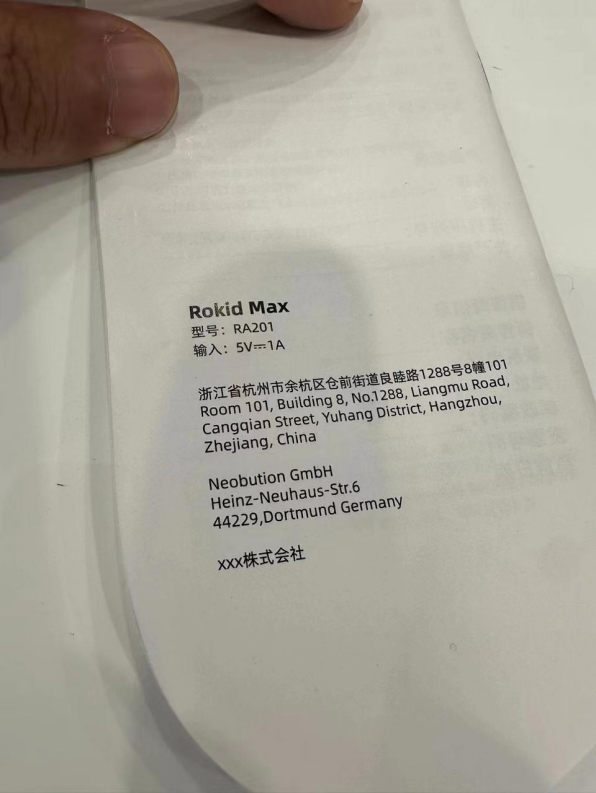 Rokid Max
型号：RA201
输入：5V⎓1A
浙江省杭州市余杭区仓前街道良睦路1288号8幢101
Room 101, Building 8, No.1288, Liangmu Road,
Cangqian Street, Yuhang District, Hangzhou,
Zhejiang, China
Neobution GmbH
Heinz-Neuhaus-Str.6
44229,Dortmund Germany
xxx株式会社